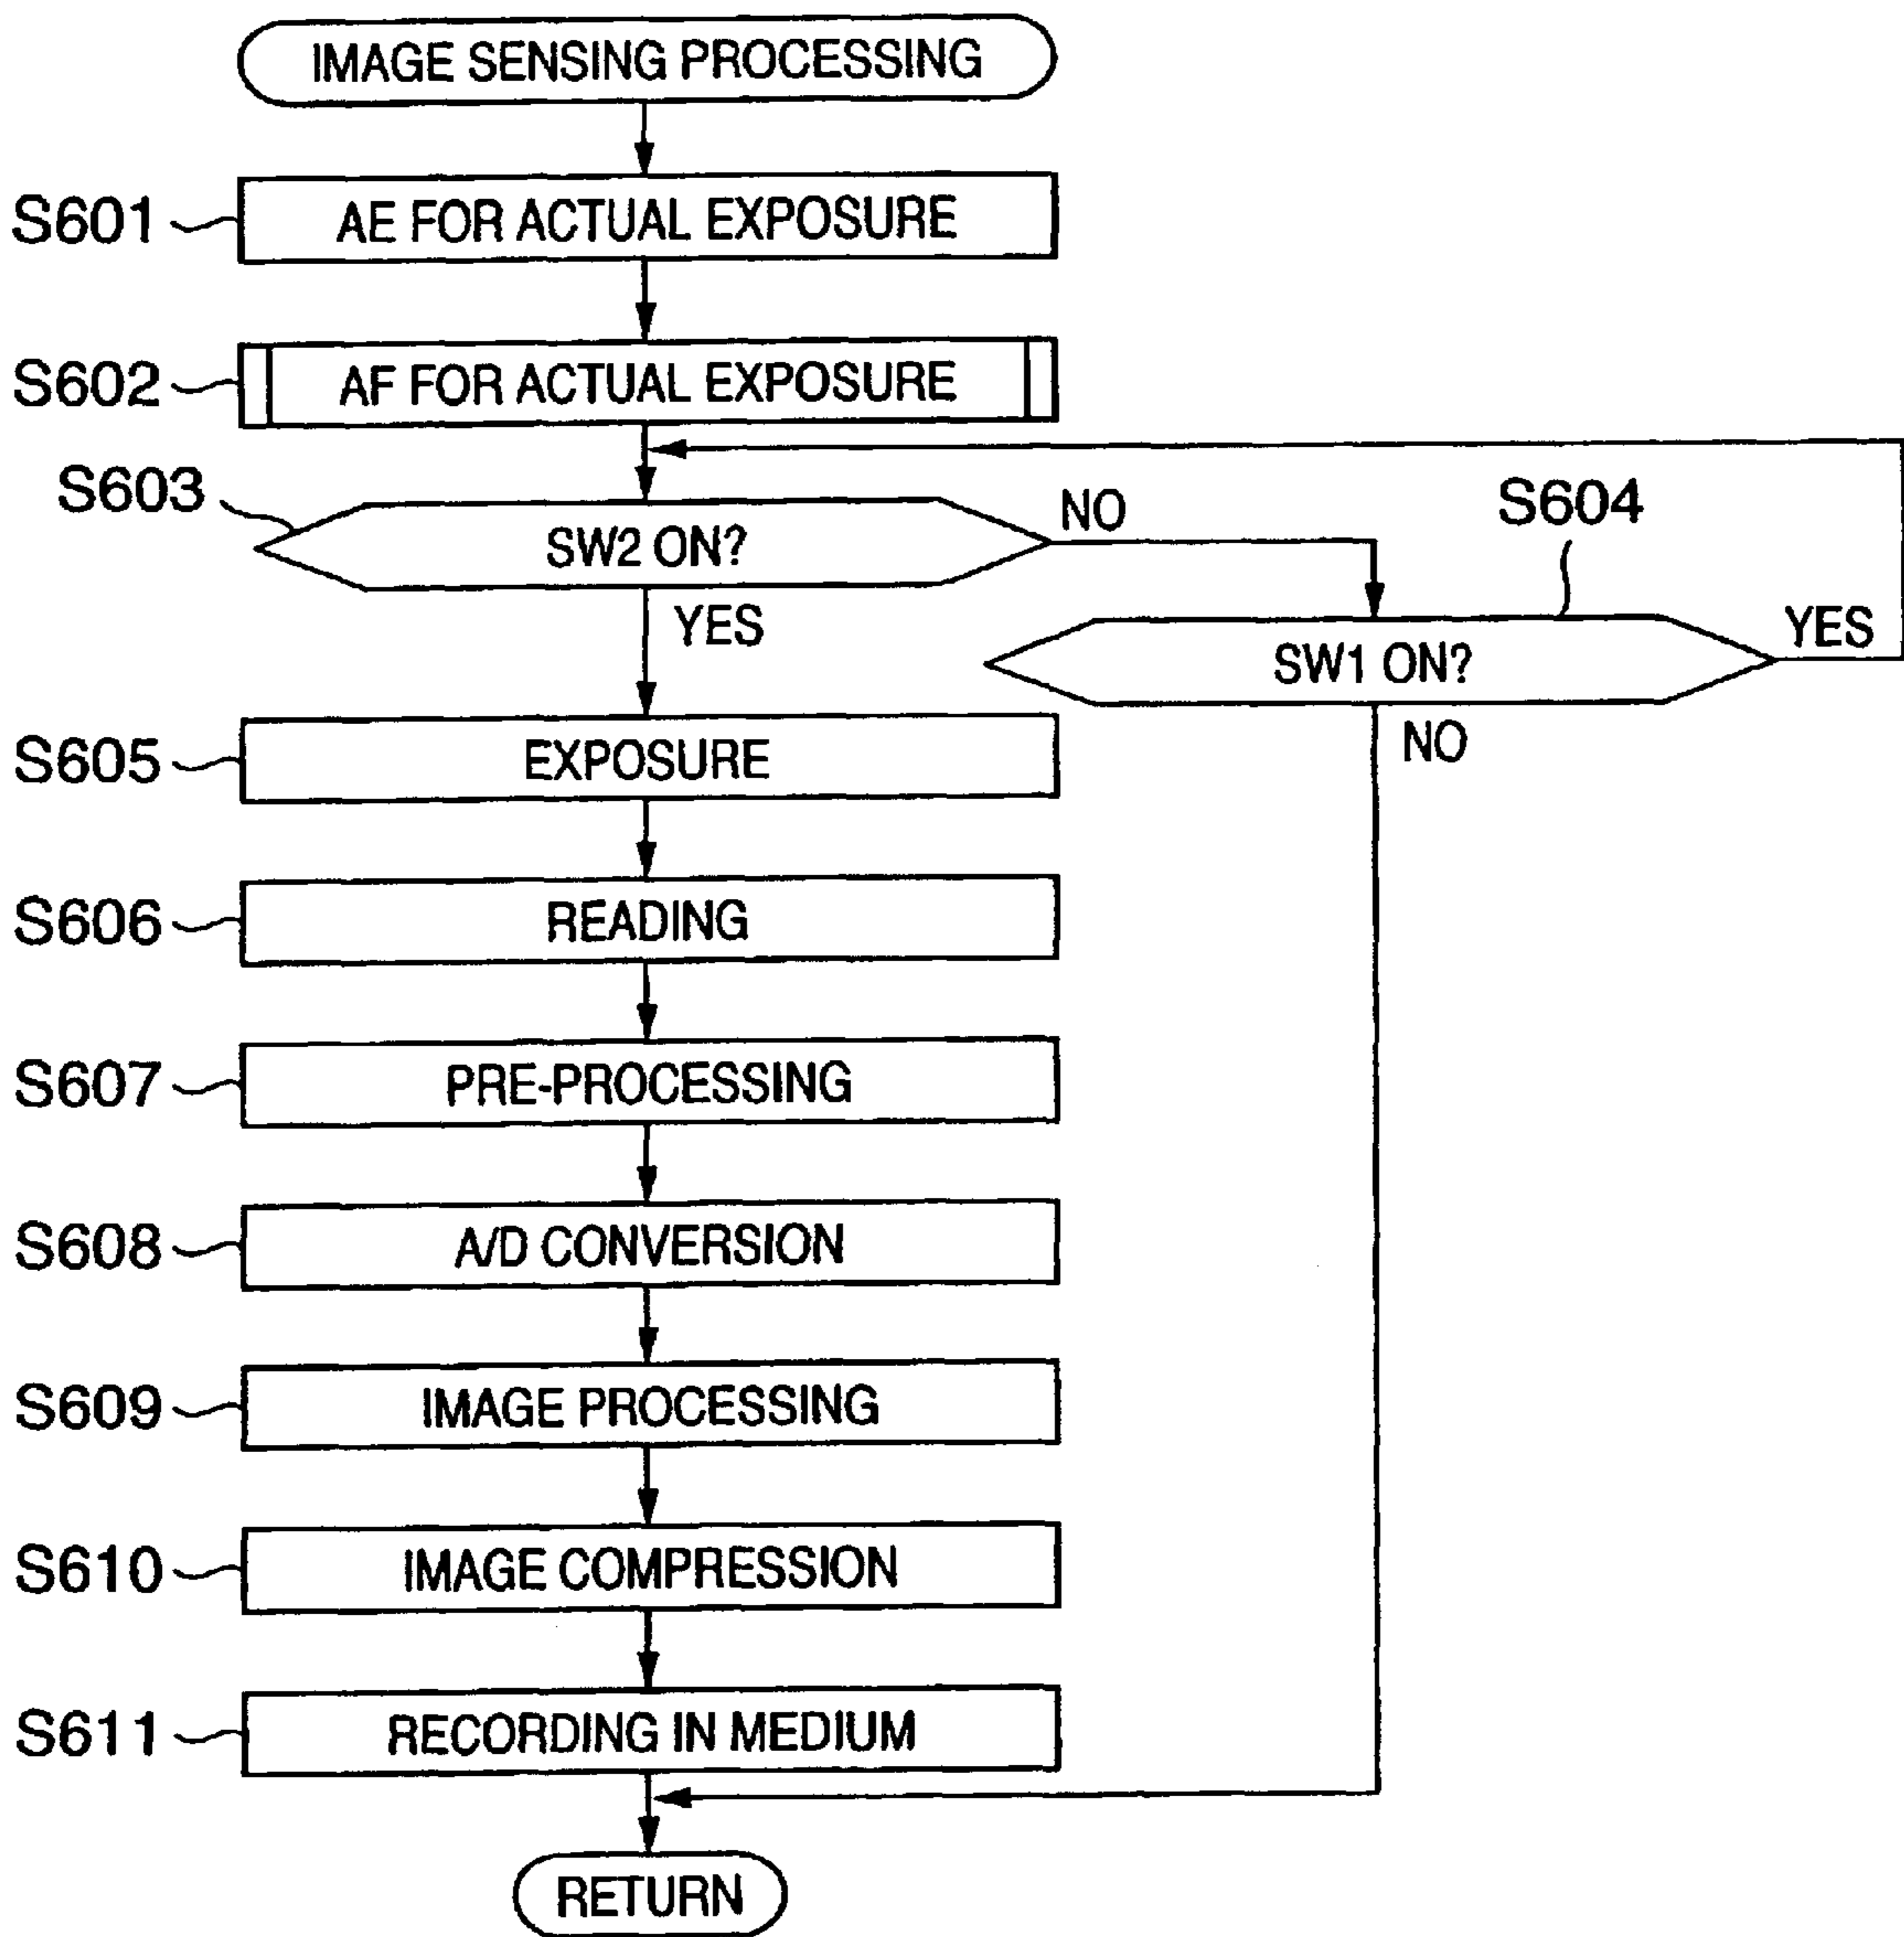 IMAGE SENSING PROCESSING
S601
AE FOR ACTUAL EXPOSURE
S602
AF FOR ACTUAL EXPOSURE
S603
SW2 ON?
NO
YES
S604
SW1 ON?
YES
NO
S605
EXPOSURE
S606
READING
S607
PRE-PROCESSING
S608
A/D CONVERSION
S609
IMAGE PROCESSING
S610
IMAGE COMPRESSION
S611
RECORDING IN MEDIUM
RETURN